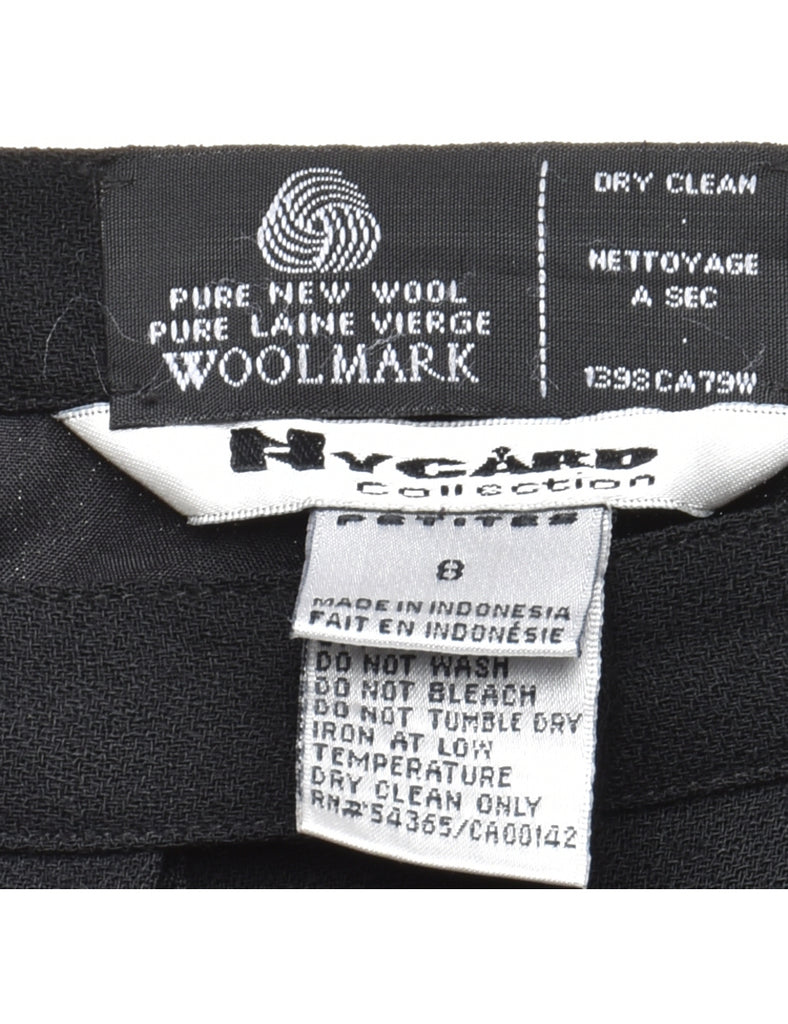 PURE NEW WOOL
PURE LAINE VIERGE
WOOLMARK
DRY CLEAN
NETTOYAGE
A SEC
1398CA79W
HYCÅRD
Collection
PETITES
8
MADE IN INDONESIA
FAIT EN INDONÉSIE
DO NOT WASH
DO NOT BLEACH
DO NOT TUMBLE DRY
IRON AT LOW
TEMPERATURE
DRY CLEAN ONLY
RN#54365/CA00142